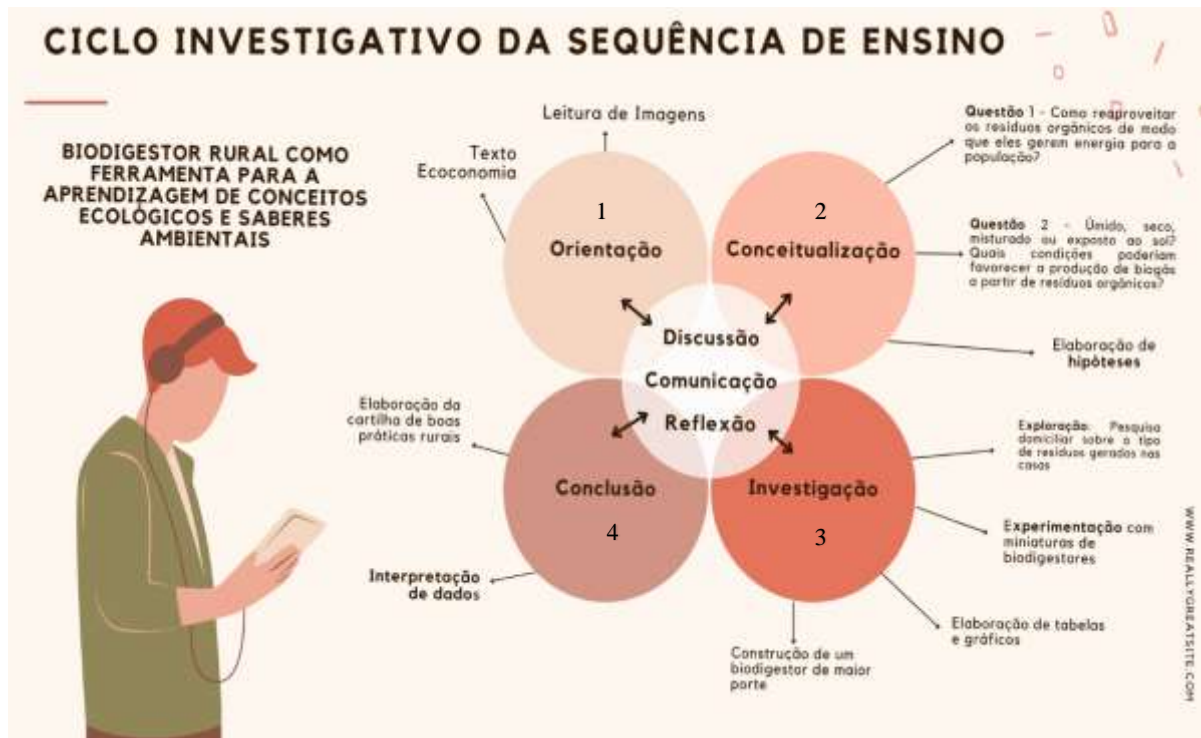 CICLO INVESTIGATIVO DA SEQUÊNCIA DE ENSINO
BIODIGESTOR RURAL COMO
FERRAMENTA PARA A
APRENDIZAGEM DE CONCEITOS
ECOLÓGICOS E SABERES
AMBIENTAIS
Leitura de Imagens
Texto
Ecoconomia
1
Orientação
2
Conceitualização
Questão 1 - Como reaproveitar
os resíduos orgânicos de modo
que eles gerem energia para a
população?
Questão 2 - Úmido, seco,
misturado ou exposto ao sol?
Quais condições poderiam
favorecer a produção de biogás
a partir de resíduos orgânicos?
Elaboração de
hipóteses
Discussão
Comunicação
Reflexão
Elaboração da
cartilha de boas
práticas rurais
Conclusão
4
Interpretação
de dados
Investigação
3
Exploração: Pesquisa
domiciliar sobre o tipo
de resíduos gerados nas
casas
Experimentação com
miniaturas de
biodigestores
Elaboração de tabelas
e gráficos
Construção de um
biodigestor de maior
porte
WWW.REALLYGREATSITE.COM